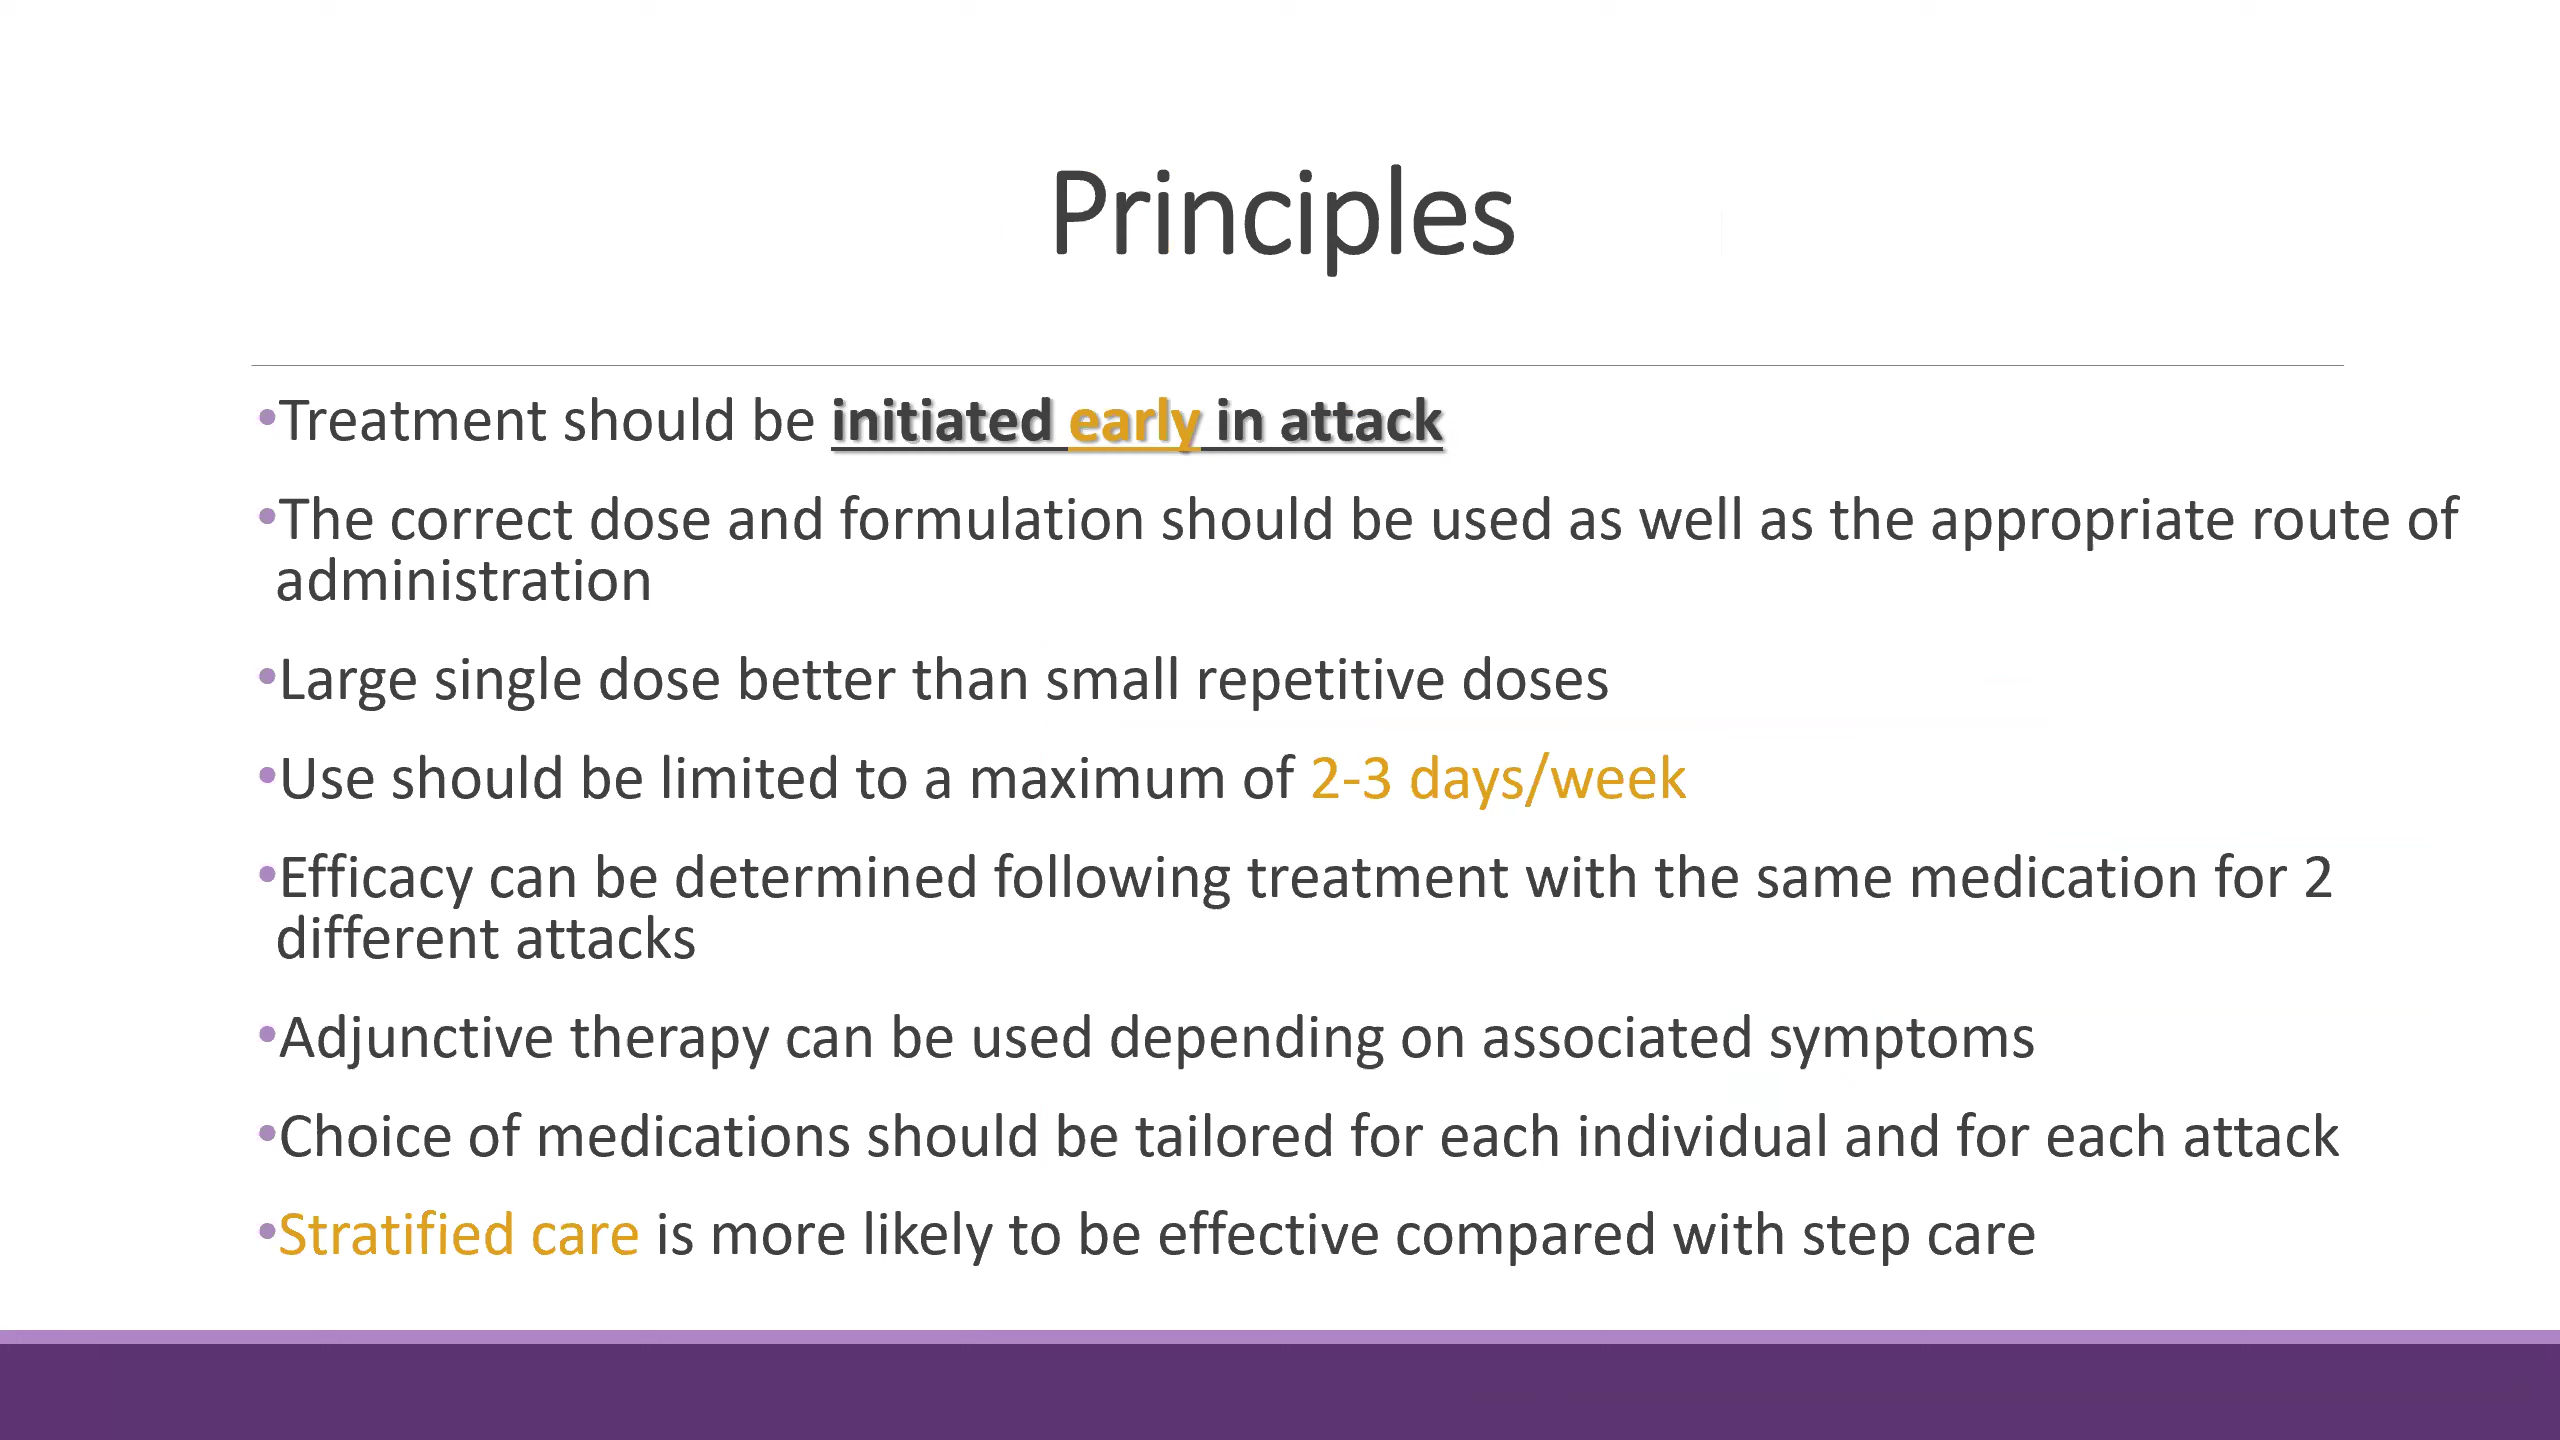 Principles
•Treatment should be initiated early in attack
•The correct dose and formulation should be used as well as the appropriate route of
administration
•Large single dose better than small repetitive doses
•Use should be limited to a maximum of 2-3 days/week
•Efficacy can be determined following treatment with the same medication for 2
different attacks
•Adjunctive therapy can be used depending on associated symptoms
•Choice of medications should be tailored for each individual and for each attack
•Stratified care is more likely to be effective compared with step care